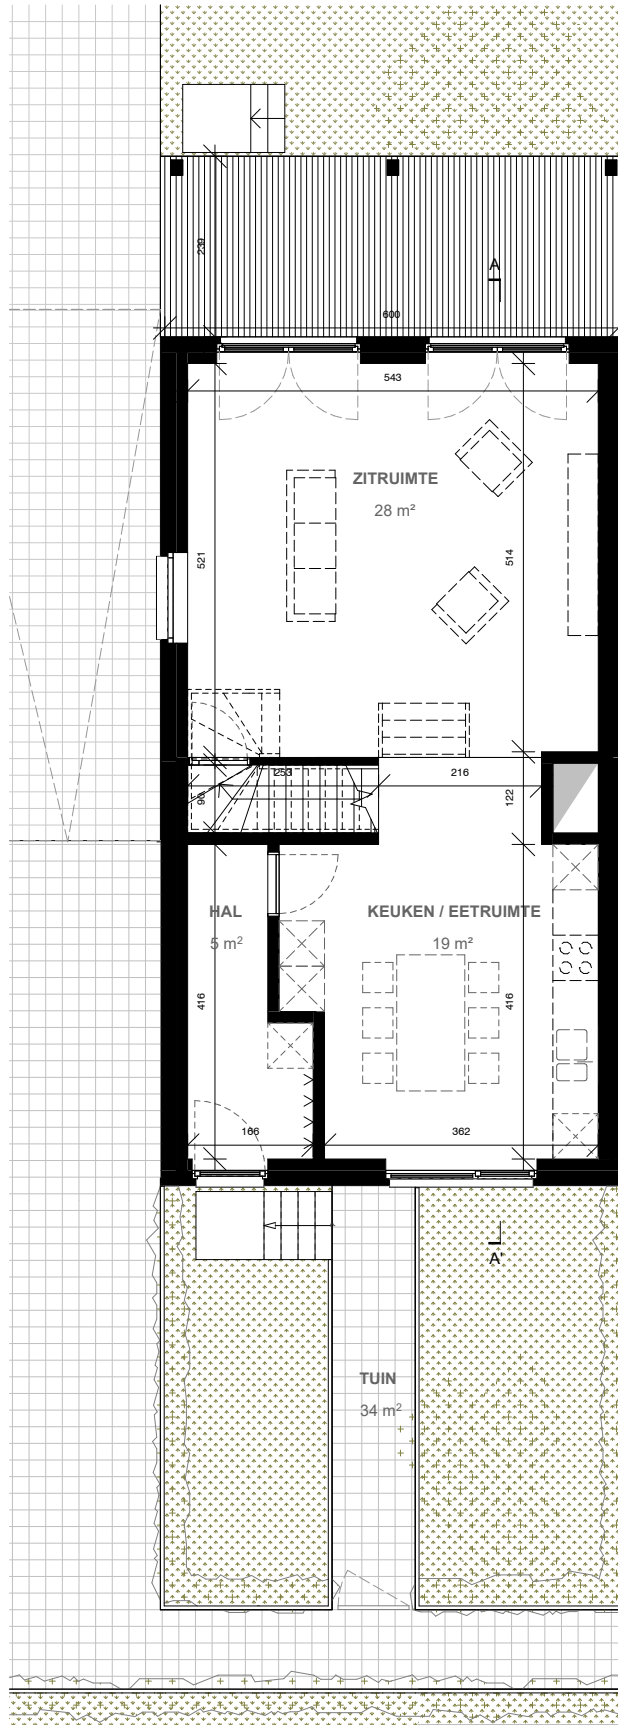 239
A
600
543
ZITRUIMTE
28 m²
521
514
253
216
90
122
HAL
5 m²
KEUKEN / EETRUIMTE
19 m²
416
416
166
362
A'
TUIN
34 m²